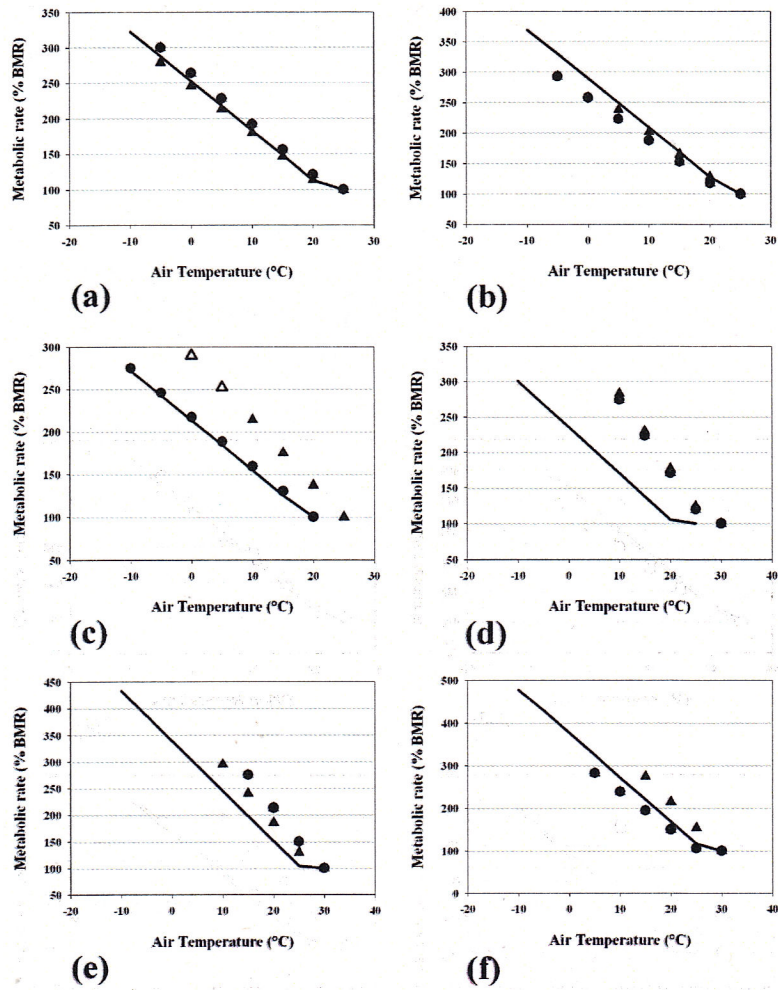 350
300
250
200
150
100
50
-20 -10 0 10 20 30
Metabolic rate (% BMR)
Air Temperature (°C)
(a)
400
350
300
250
200
150
100
50
-20 -10 0 10 20 30
Metabolic rate (% BMR)
Air Temperature (°C)
(b)
300
250
200
150
100
50
-20 -10 0 10 20 30
Metabolic rate (% BMR)
Air Temperature (°C)
(c)
350
300
250
200
150
100
50
-20 -10 0 10 20 30 40
Metabolic rate (% BMR)
Air Temperature (°C)
(d)
450
400
350
300
250
200
150
100
50
-20 -10 0 10 20 30 40
Metabolic rate (% BMR)
Air Temperature (°C)
(e)
500
400
300
200
100
0
-20 -10 0 10 20 30 40
Metabolic rate (% BMR)
Air Temperature (°C)
(f)